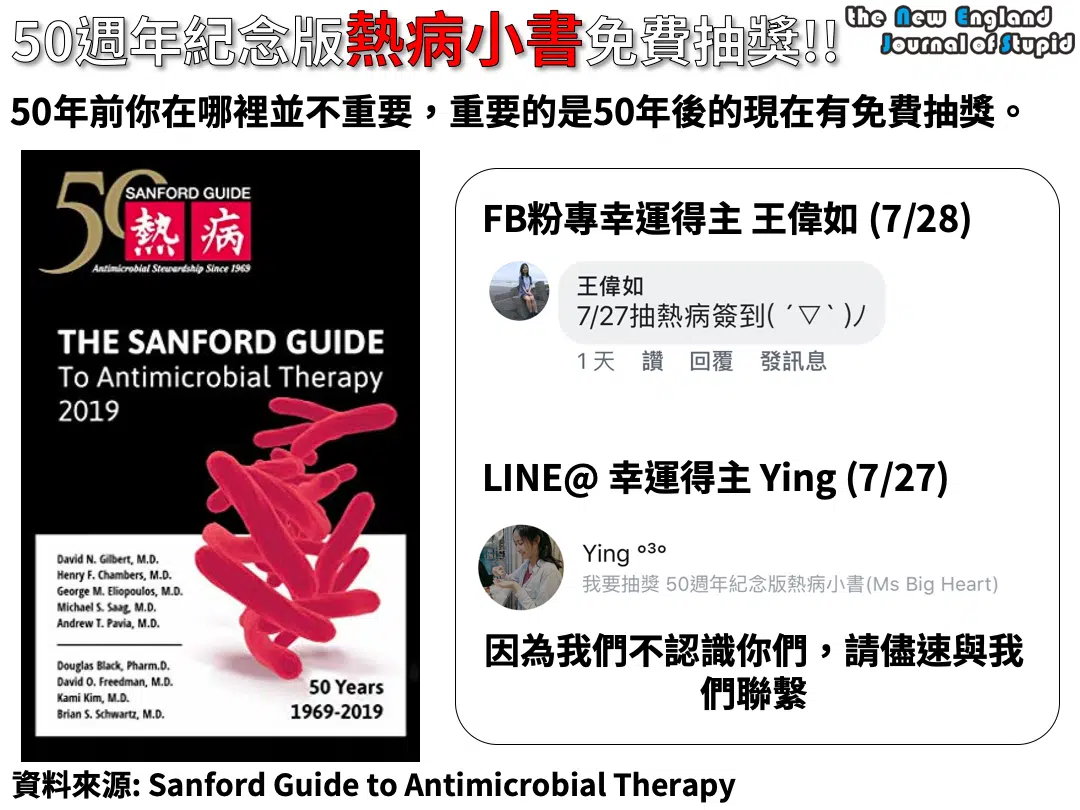 50週年紀念版熱病小書免費抽獎!!
the New England
Journal of Stupid
50年前你在哪裡並不重要，重要的是50年後的現在有免費抽獎。
50
SANFORD GUIDE
熱病
Antimicrobial Stewardship Since 1969
THE SANFORD GUIDE
To Antimicrobial Therapy
2019
David N. Gilbert, M.D.
Henry F. Chambers, M.D.
George M. Eliopoulos, M.D.
Michael S. Saag, M.D.
Andrew T. Pavia, M.D.
Douglas Black, Pharm.D.
David O. Freedman, M.D.
Kami Kim, M.D.
Brian S. Schwartz, M.D.
50 Years
1969-2019
FB粉專幸運得主 王偉如 (7/28)
王偉如
7/27抽熱病簽到( ´▽` )ﾉ
1 天 讚 回覆 發訊息
LINE@ 幸運得主 Ying (7/27)
Ying °³°
我要抽獎 50週年紀念版熱病小書(Ms Big Heart)
因為我們不認識你們，請儘速與我
們聯繫
資料來源: Sanford Guide to Antimicrobial Therapy